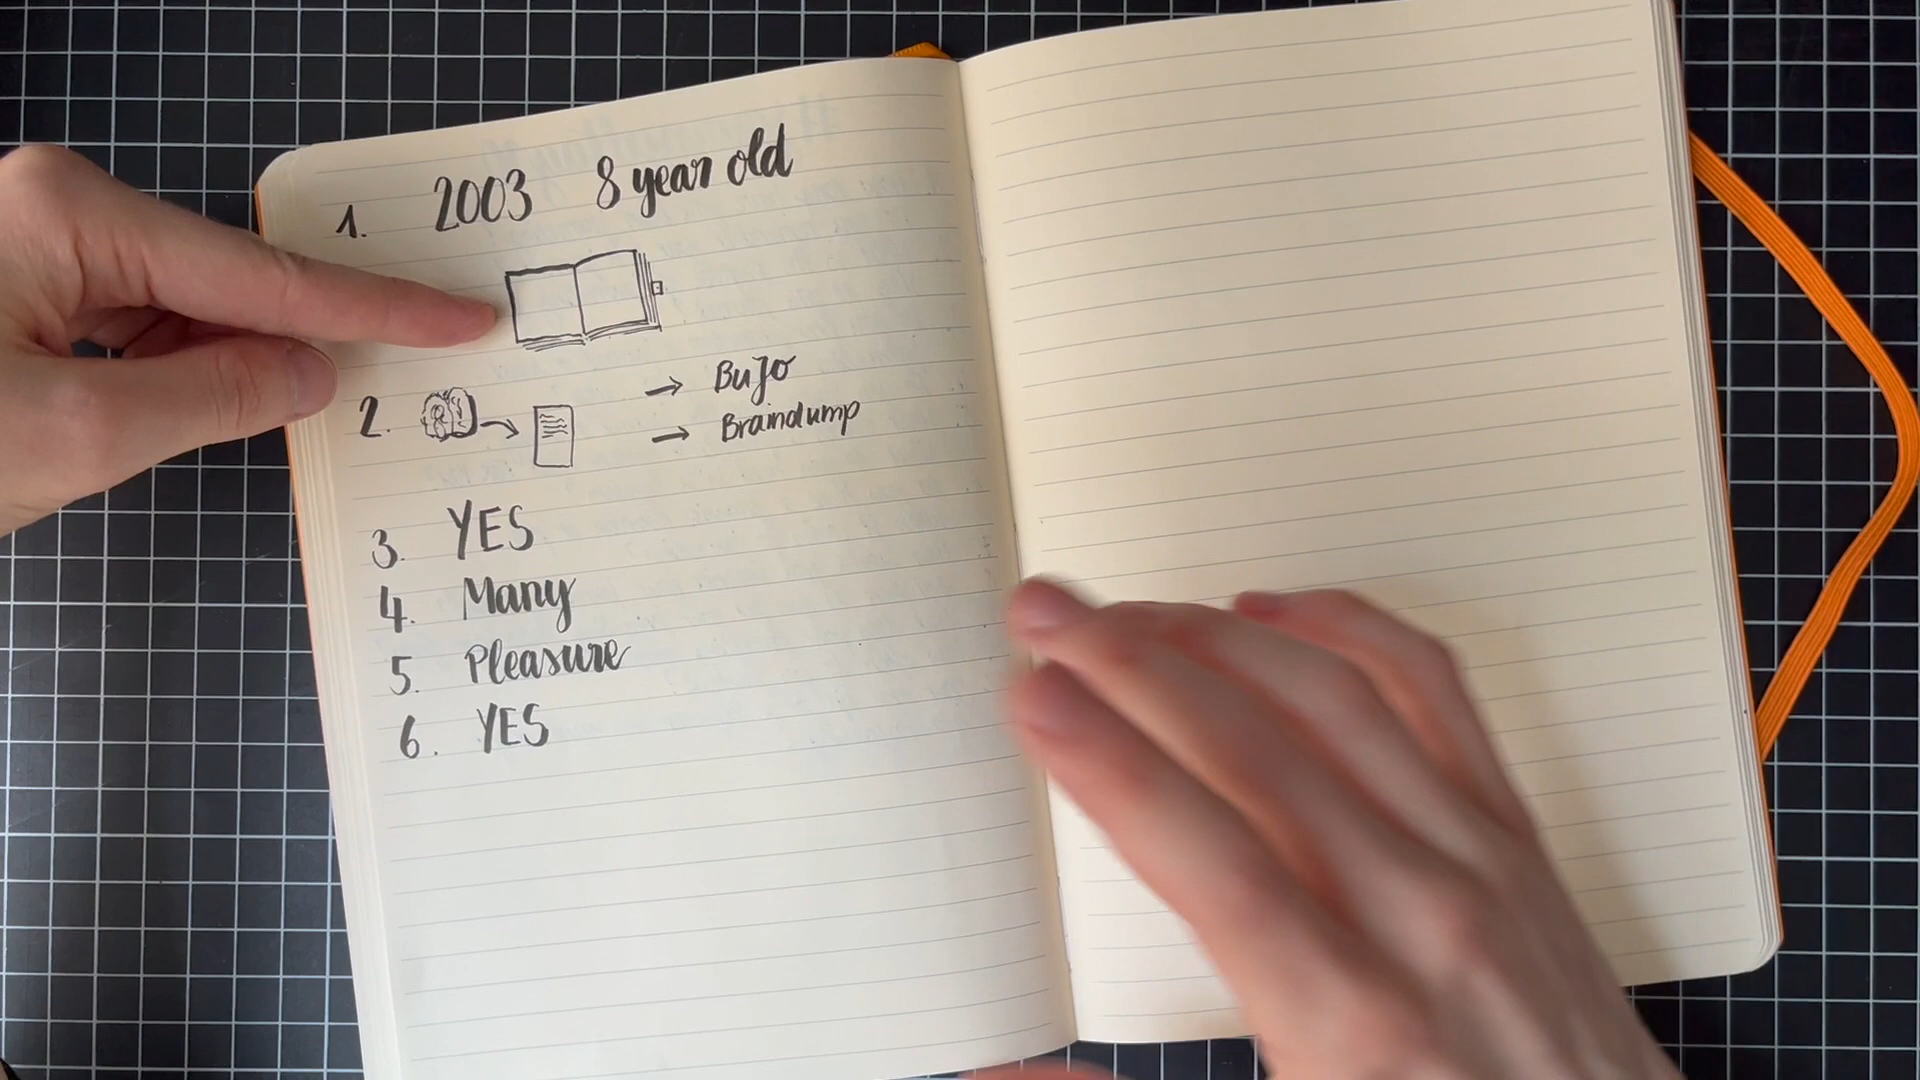 1. 2003 8 year old
2. → BuJo
→ Braindump
3. YES
4. Many
5. Pleasure
6. YES